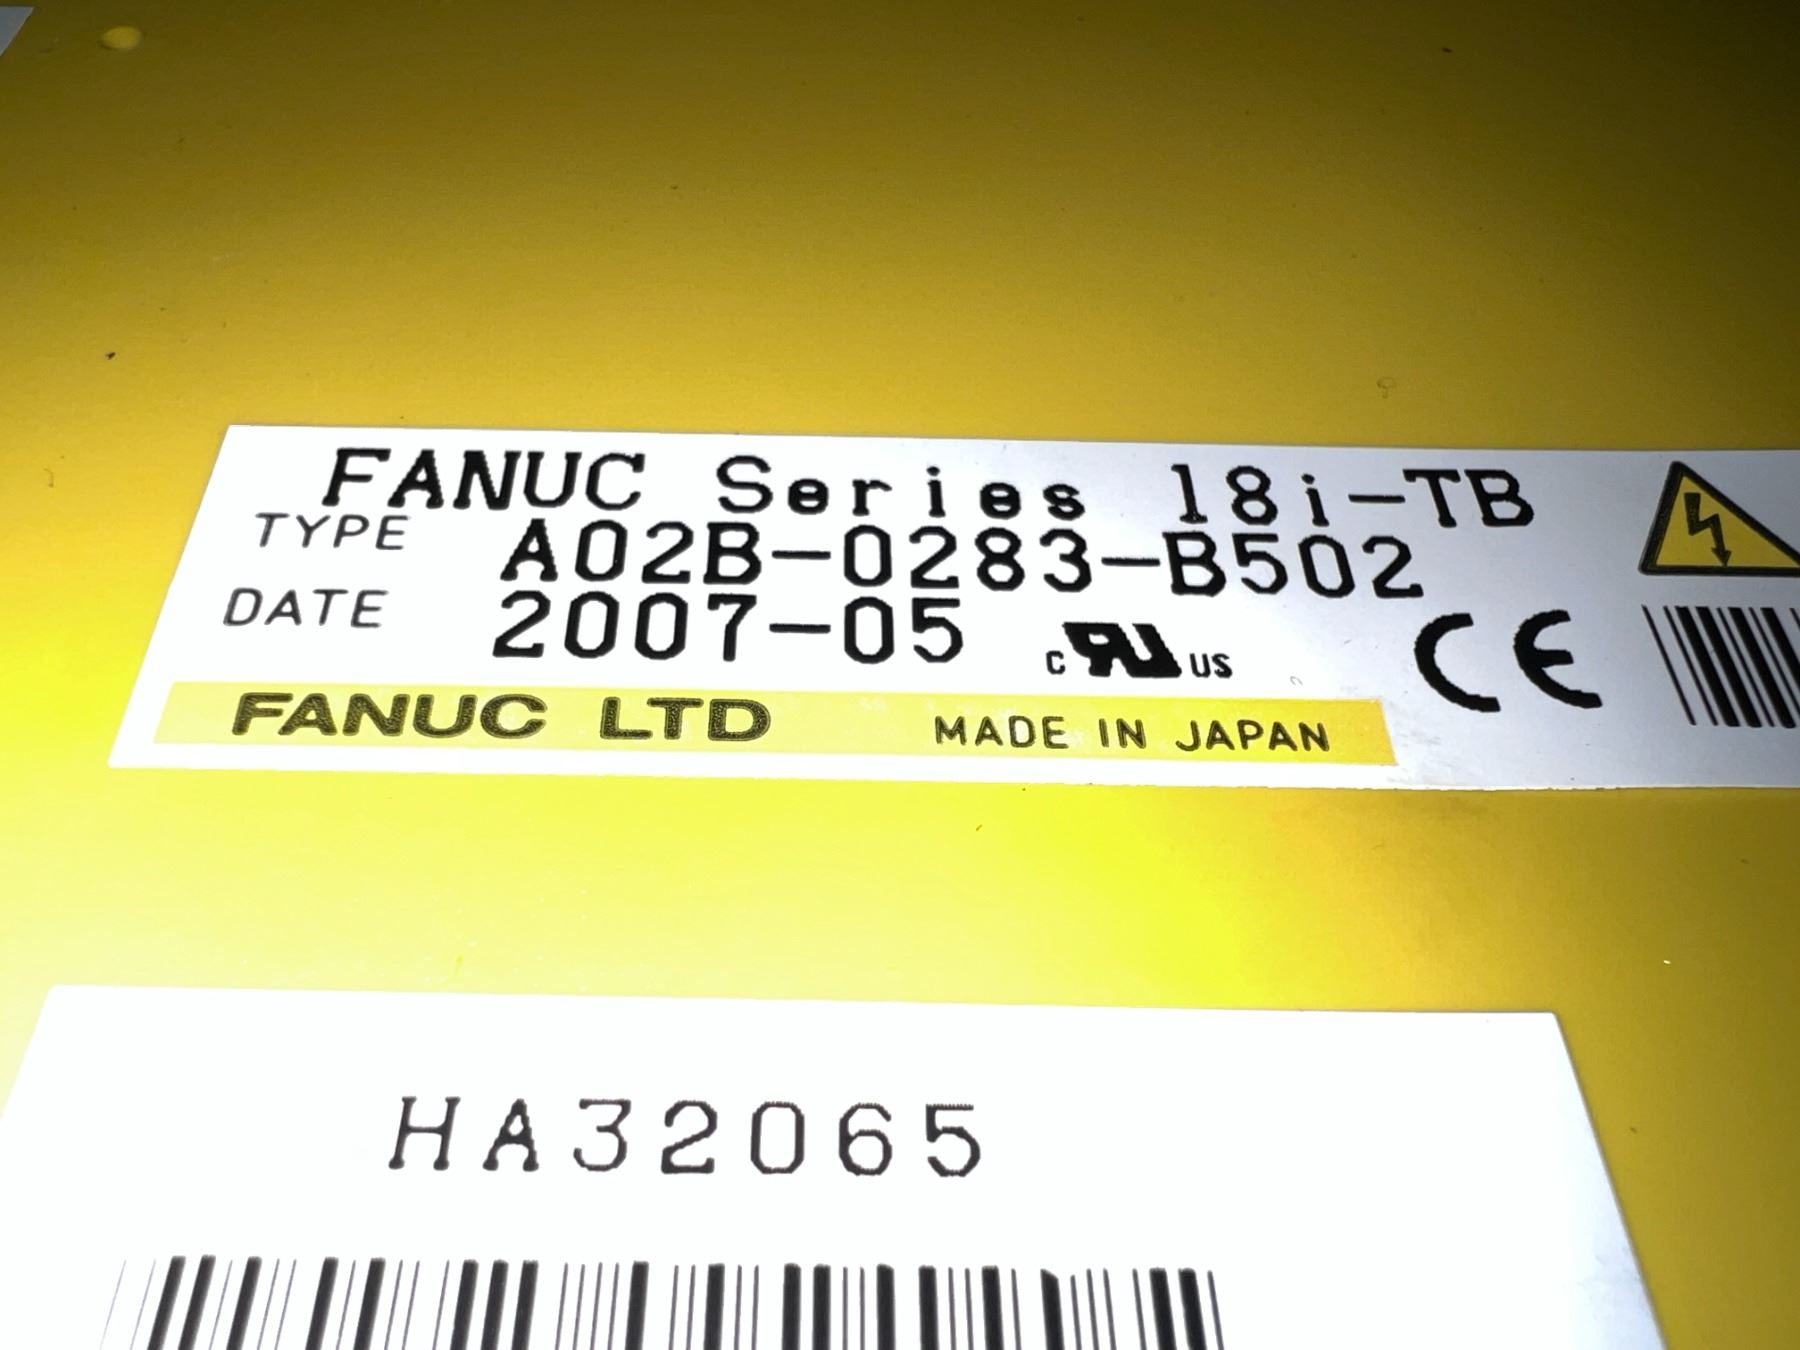 FANUC Series 18i-TB
TYPE A02B-0283-B502
DATE 2007-05
c RU US CE
FANUC LTD MADE IN JAPAN
HA32065